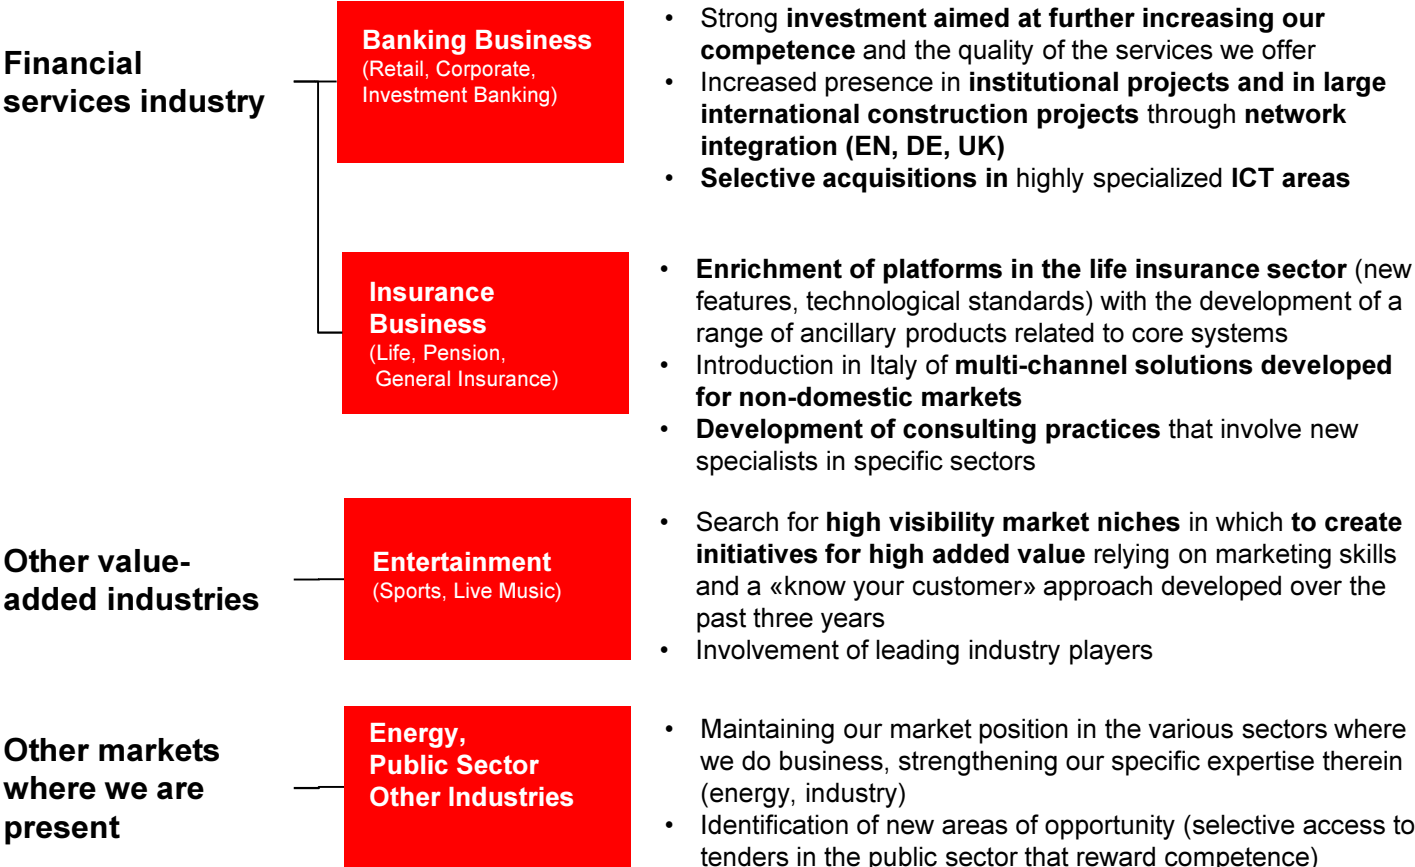 Financial
services industry
Banking Business
(Retail, Corporate,
Investment Banking)
• Strong investment aimed at further increasing our
competence and the quality of the services we offer
• Increased presence in institutional projects and in large
international construction projects through network
integration (EN, DE, UK)
• Selective acquisitions in highly specialized ICT areas
Insurance
Business
(Life, Pension,
General Insurance)
• Enrichment of platforms in the life insurance sector (new
features, technological standards) with the development of a
range of ancillary products related to core systems
• Introduction in Italy of multi-channel solutions developed
for non-domestic markets
• Development of consulting practices that involve new
specialists in specific sectors
Other value-
added industries
Entertainment
(Sports, Live Music)
• Search for high visibility market niches in which to create
initiatives for high added value relying on marketing skills
and a «know your customer» approach developed over the
past three years
• Involvement of leading industry players
Other markets
where we are
present
Energy,
Public Sector
Other Industries
• Maintaining our market position in the various sectors where
we do business, strengthening our specific expertise therein
(energy, industry)
• Identification of new areas of opportunity (selective access to
tenders in the public sector that reward competence)